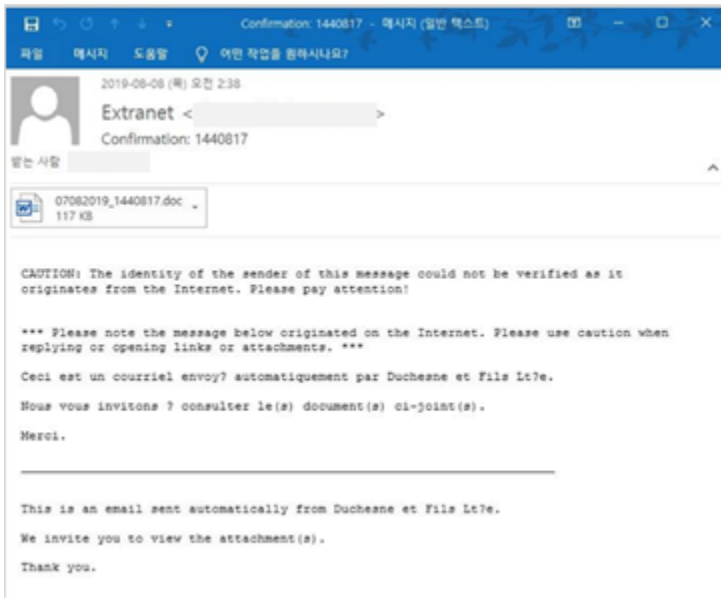 Confirmation: 1440817 - 메시지 (일반 텍스트)
파일 메시지 도움말 어떤 작업을 원하시나요?
2019-08-08 (목) 오전 2:38
Extranet < >
Confirmation: 1440817
받는 사람
07082019_1440817.doc
117 KB
CAUTION: The identity of the sender of this message could not be verified as it
originates from the Internet. Please pay attention!
*** Please note the message below originated on the Internet. Please use caution when
replying or opening links or attachments. ***
Ceci est un courriel envoy? automatiquement par Duchesne et Fils Lt?e.
Nous vous invitons ? consulter le(s) document(s) ci-joint(s).
Merci.
This is an email sent automatically from Duchesne et Fils Lt?e.
We invite you to view the attachment(s).
Thank you.